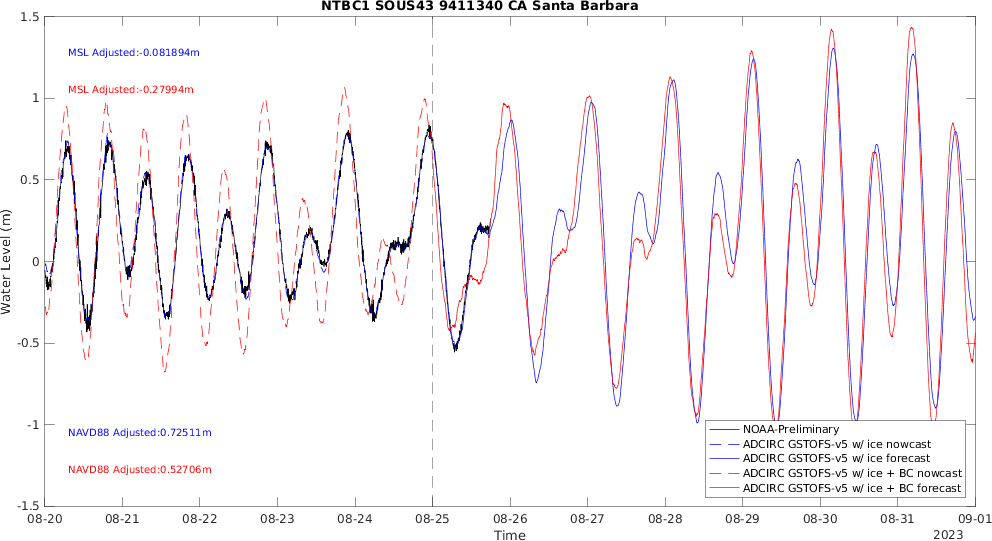 NTBC1 SOUS43 9411340 CA Santa Barbara
1.5
MSL Adjusted:-0.081894m
MSL Adjusted:-0.27994m
1
0.5
0
-0.5
-1
-1.5
Water Level (m)
NAVD88 Adjusted:0.72511m
NAVD88 Adjusted:0.52706m
NOAA-Preliminary
ADCIRC GSTOFS-v5 w/ ice nowcast
ADCIRC GSTOFS-v5 w/ ice forecast
ADCIRC GSTOFS-v5 w/ ice + BC nowcast
ADCIRC GSTOFS-v5 w/ ice + BC forecast
08-20 08-21 08-22 08-23 08-24 08-25 08-26 08-27 08-28 08-29 08-30 08-31 09-01
Time
2023